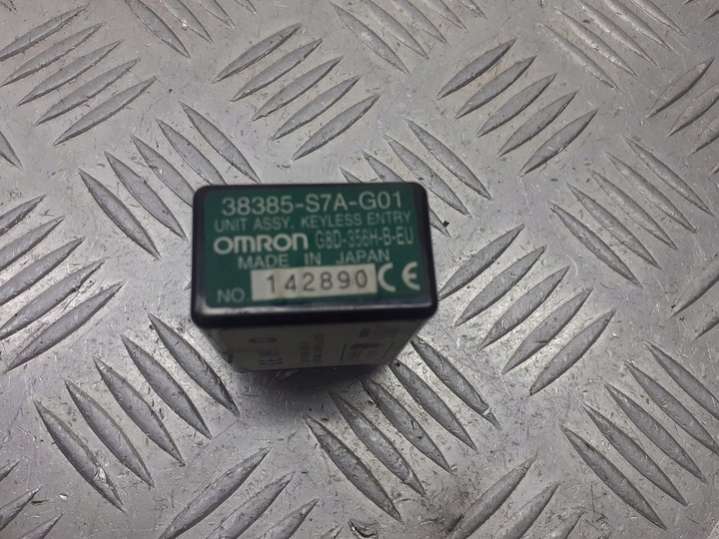 38385-S7A-G01
UNIT ASSY, KEYLESS ENTRY
OMRON G8D-356H-B-EU
MADE IN JAPAN
NO. 142890 CE